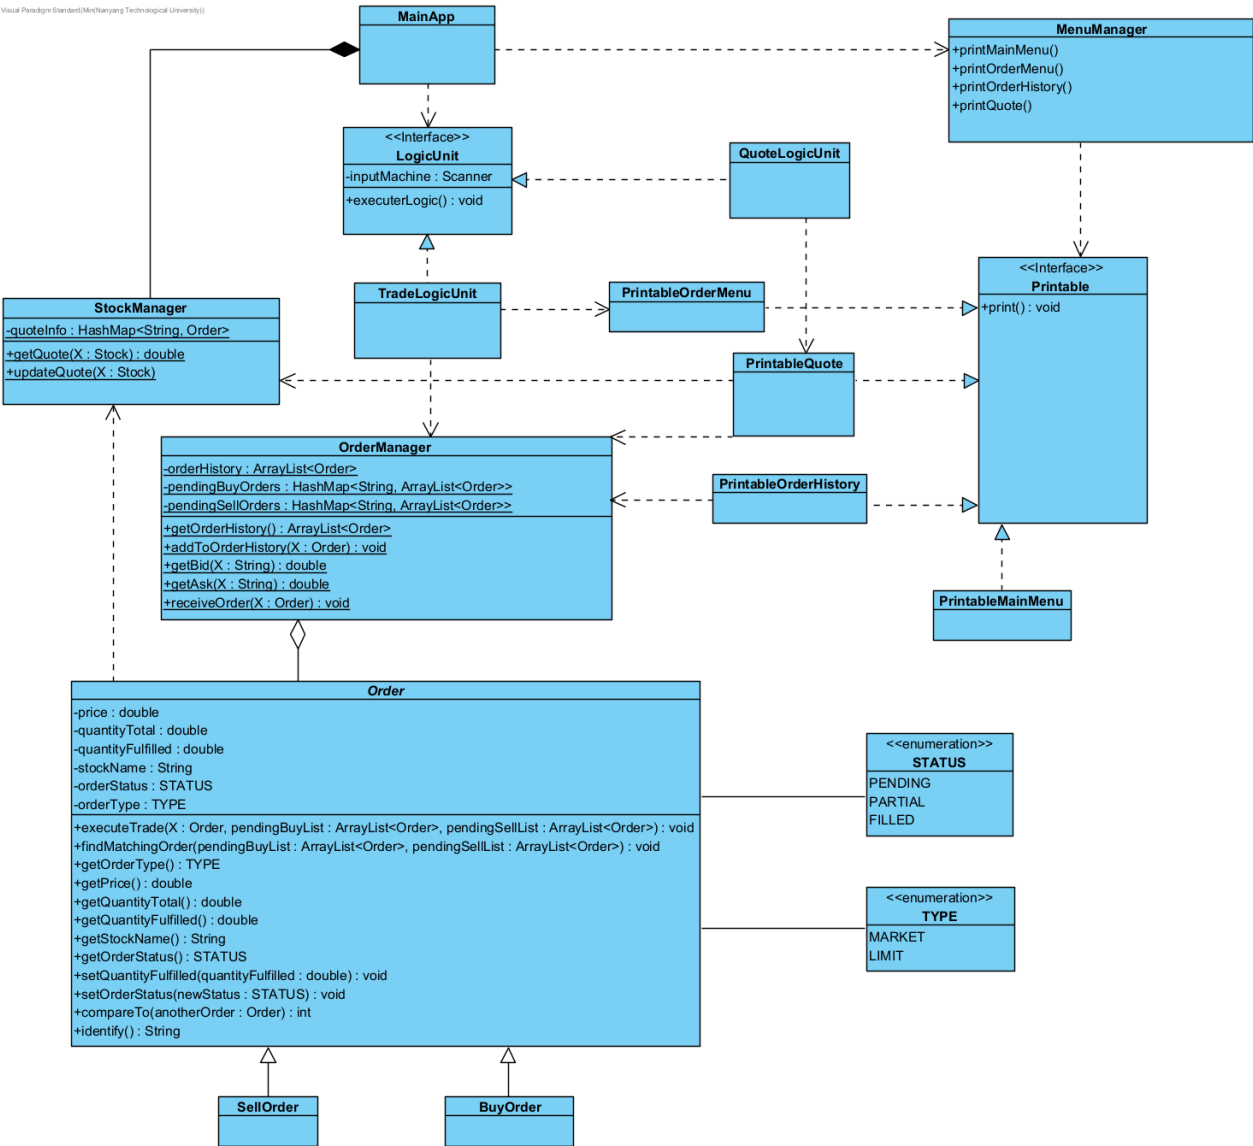 Visual Paradigm Standard(Min(Nanyang Technological University))
MainApp
MenuManager
+printMainMenu()
+printOrderMenu()
+printOrderHistory()
+printQuote()
<<Interface>>
LogicUnit
-inputMachine : Scanner
+executerLogic() : void
QuoteLogicUnit
<<Interface>>
Printable
+print() : void
TradeLogicUnit
PrintableOrderMenu
StockManager
-quoteInfo : HashMap<String, Order>
+getQuote(X : Stock) : double
+updateQuote(X : Stock)
PrintableQuote
OrderManager
-orderHistory : ArrayList<Order>
-pendingBuyOrders : HashMap<String, ArrayList<Order>>
-pendingSellOrders : HashMap<String, ArrayList<Order>>
+getOrderHistory() : ArrayList<Order>
+addToOrderHistory(X : Order) : void
+getBid(X : String) : double
+getAsk(X : String) : double
+receiveOrder(X : Order) : void
PrintableOrderHistory
PrintableMainMenu
Order
-price : double
-quantityTotal : double
-quantityFulfilled : double
-stockName : String
-orderStatus : STATUS
-orderType : TYPE
+executeTrade(X : Order, pendingBuyList : ArrayList<Order>, pendingSellList : ArrayList<Order>) : void
+findMatchingOrder(pendingBuyList : ArrayList<Order>, pendingSellList : ArrayList<Order>) : void
+getOrderType() : TYPE
+getPrice() : double
+getQuantityTotal() : double
+getQuantityFulfilled() : double
+getStockName() : String
+getOrderStatus() : STATUS
+setQuantityFulfilled(quantityFulfilled : double) : void
+setOrderStatus(newStatus : STATUS) : void
+compareTo(anotherOrder : Order) : int
+identify() : String
<<enumeration>>
STATUS
PENDING
PARTIAL
FILLED
<<enumeration>>
TYPE
MARKET
LIMIT
SellOrder
BuyOrder